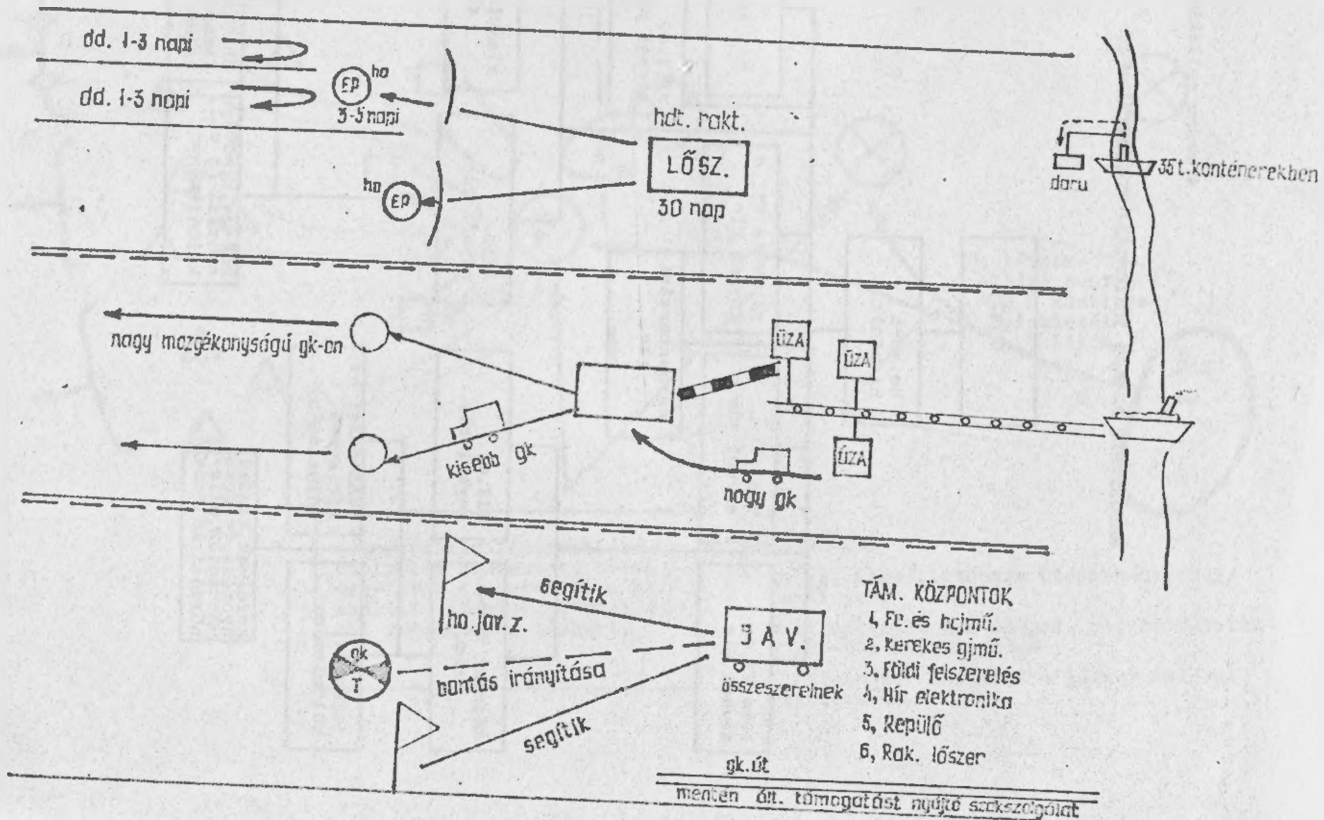 dd. 1-3 napi
dd. 1-3 napi
EP
ho
3-5 napi
ho
EP
hdt. rakt.
LŐSZ.
30 nap
daru
35 t. konténerekben
nagy mozgékonyságú gk-on
kisebb gk
ÜZA
ÜZA
ÜZA
nagy gk
ho. jav. z.
segítik
gk
T
bontás irányítása
segítik
JAV.
összeszerelnek
TÁM. KÖZPONTOK
1, Fv. és hajmű.
2, Kerekes gjmű.
3, Földi felszerelés
4, Hír elektronika
5, Repülő
6, Rak. lőszer
gk. út
mentén ált. támogatást nyújtó szakszolgálat